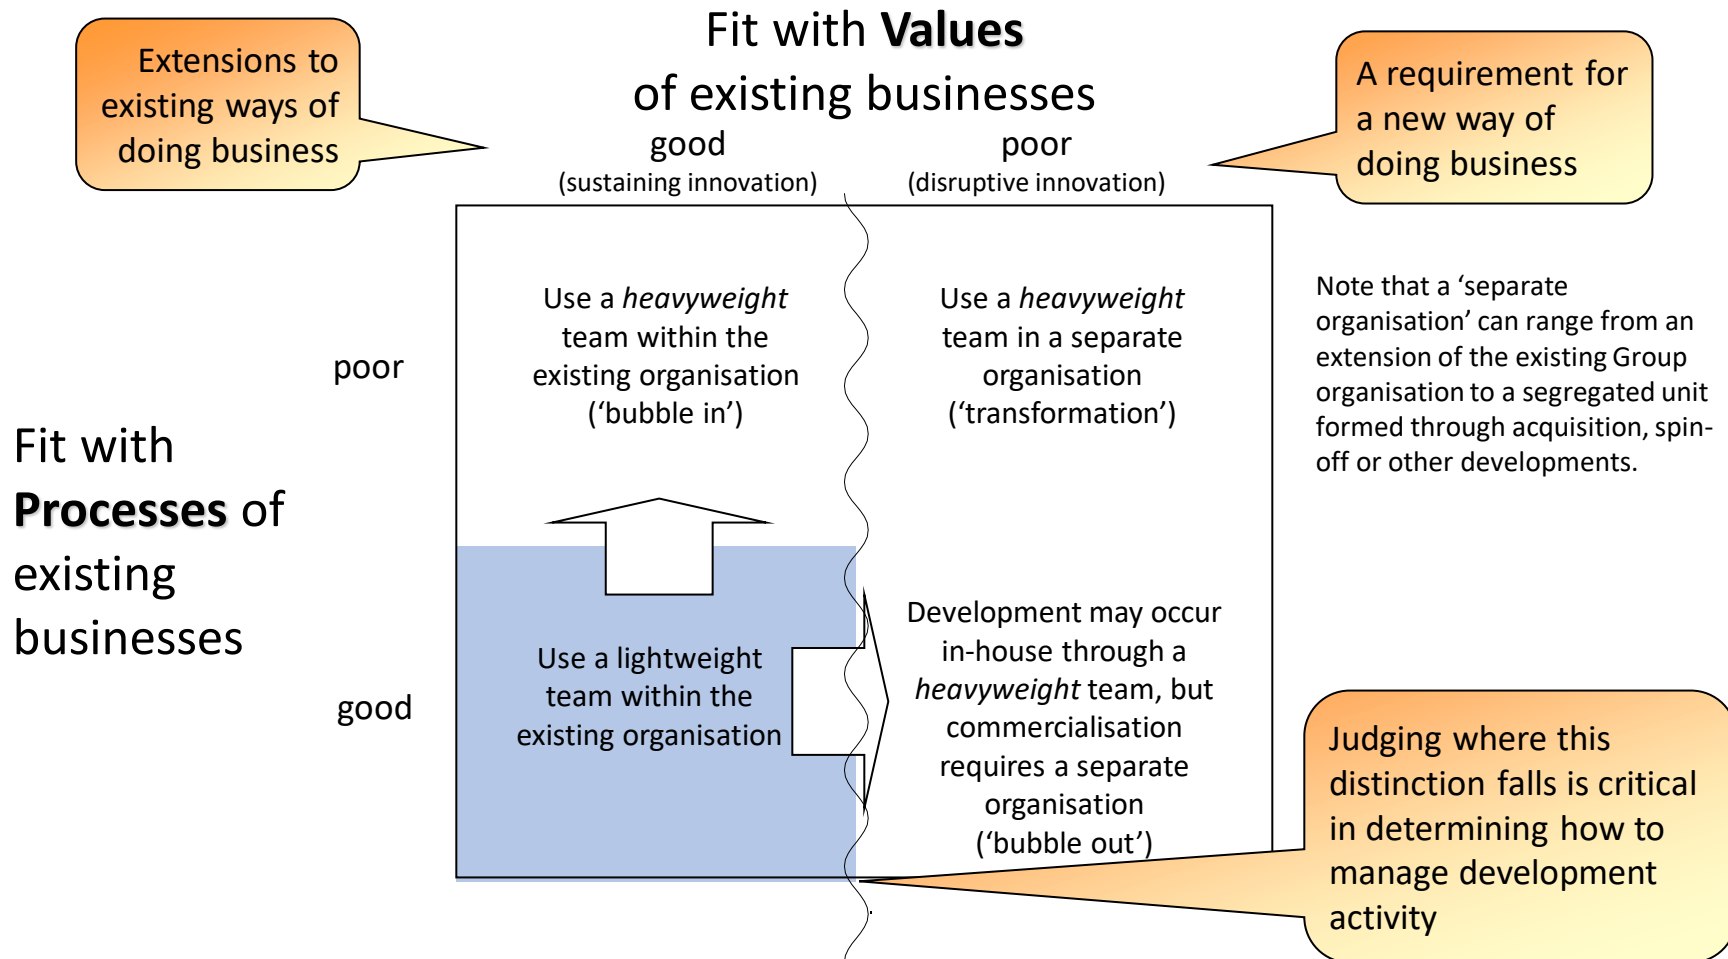 Extensions to
existing ways of
doing business
Fit with Values
of existing businesses
good
(sustaining innovation)
poor
(disruptive innovation)
A requirement for
a new way of
doing business
Fit with
Processes of
existing
businesses
poor
Use a heavyweight
team within the
existing organisation
(‘bubble in’)
Use a heavyweight
team in a separate
organisation
(‘transformation’)
Note that a ‘separate
organisation’ can range from an
extension of the existing Group
organisation to a segregated unit
formed through acquisition, spin-
off or other developments.
good
Use a lightweight
team within the
existing organisation
Development may occur
in-house through a
heavyweight team, but
commercialisation
requires a separate
organisation
(‘bubble out’)
Judging where this
distinction falls is critical
in determining how to
manage development
activity
.